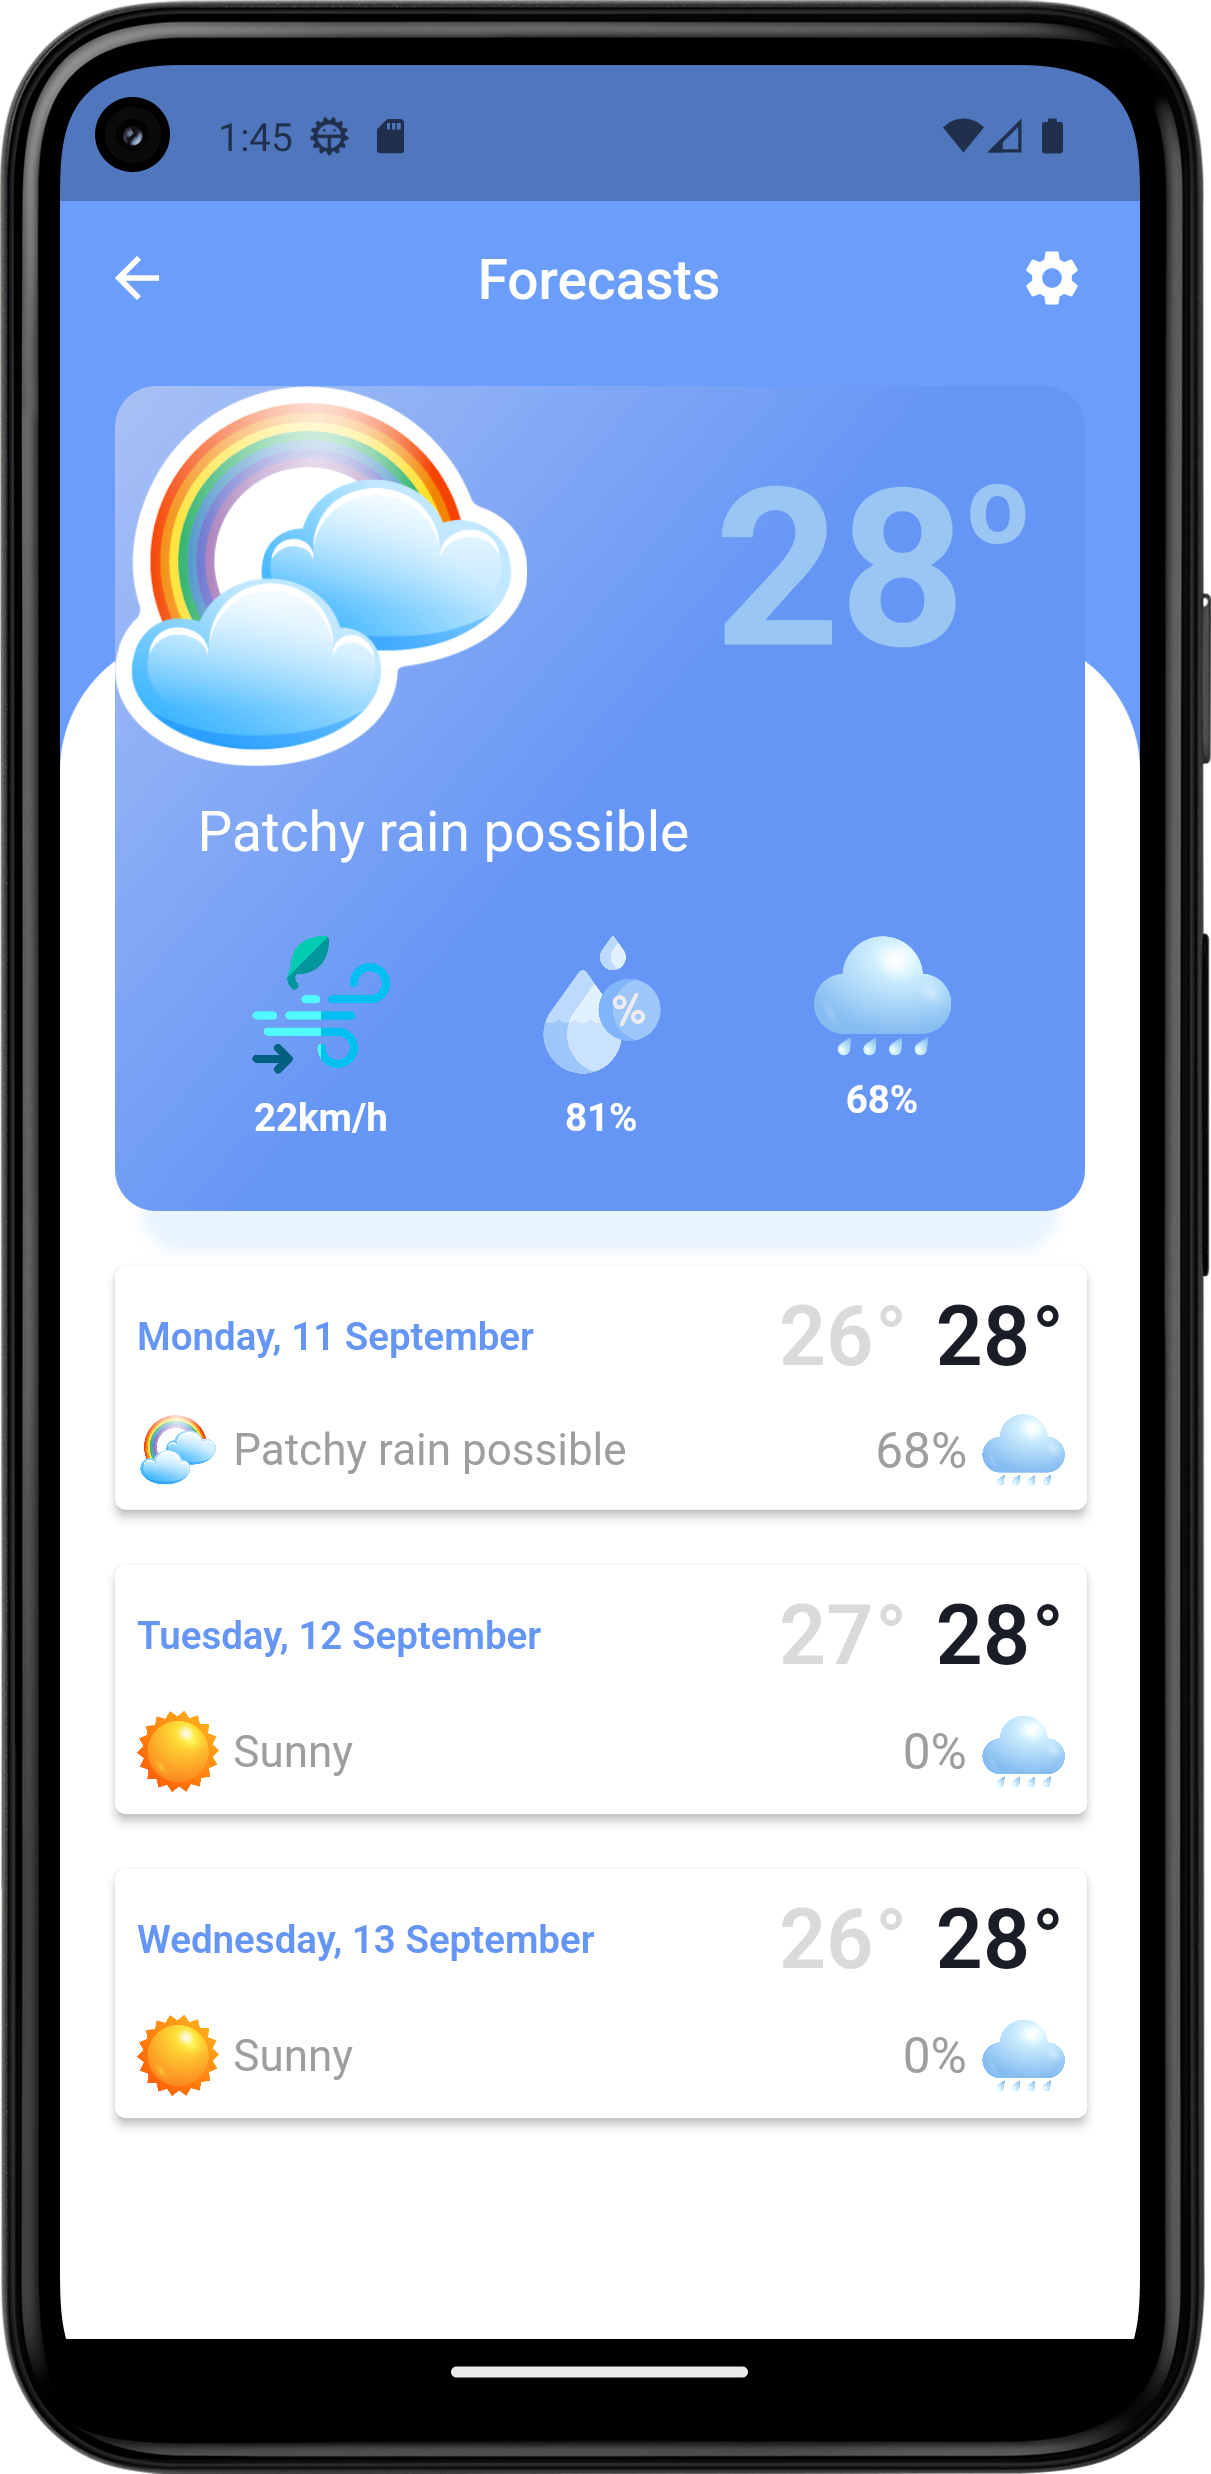 1:45
Forecasts
28º
Patchy rain possible
%
22km/h 81% 68%
Monday, 11 September 26° 28°
Patchy rain possible 68%
Tuesday, 12 September 27° 28°
Sunny 0%
Wednesday, 13 September 26° 28°
Sunny 0%